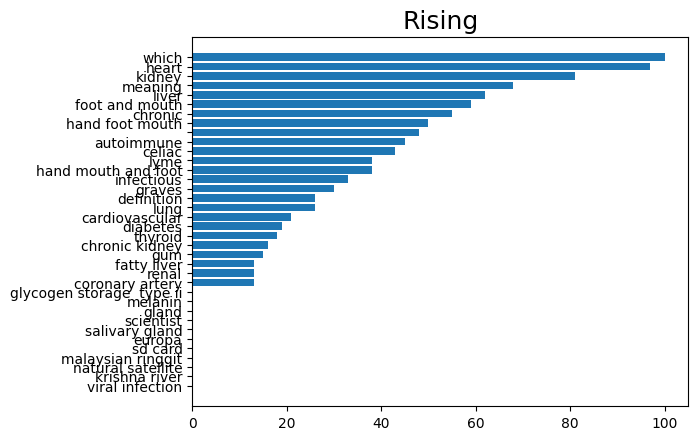 Rising
which
heart
kidney
meaning
liver
foot and mouth
chronic
hand foot mouth
autoimmune
celiac
lyme
hand mouth and foot
infectious
graves
definition
lung
cardiovascular
diabetes
thyroid
chronic kidney
gum
fatty liver
renal
coronary artery
glycogen storage  type ii
melanin
gland
scientist
salivary gland
europa
sd card
malaysian ringgit
natural satellite
krishna river
viral infection
0 20 40 60 80 100